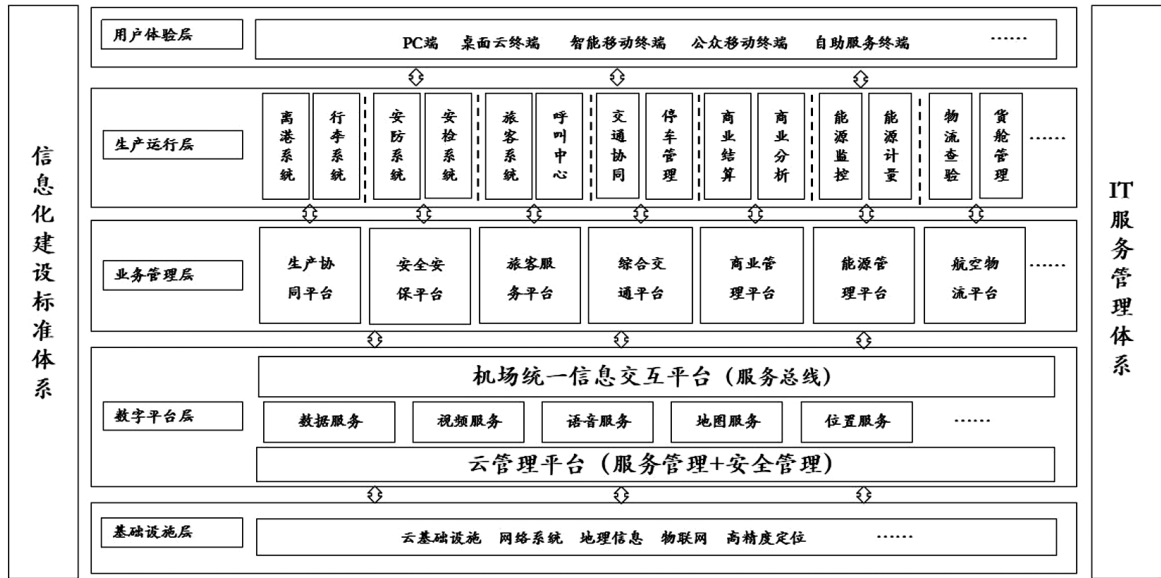 信息化建设标准体系
用户体验层
PC端 桌面云终端 智能移动终端 公众移动终端 自助服务终端 ……
生产运行层
离港系统
行李系统
安防系统
安检系统
旅客系统
呼叫中心
交通协同
停车管理
商业结算
商业分析
能源监控
能源计量
物流查验
货舱管理
……
业务管理层
生产协
同平台
安全安
保平台
旅客服
务平台
综合交
通平台
商业管
理平台
能源管
理平台
航空物
流平台
……
数字平台层
机场统一信息交互平台（服务总线）
数据服务
视频服务
语音服务
地图服务
位置服务
……
云管理平台（服务管理+安全管理）
基础设施层
云基础设施 网络系统 地理信息 物联网 高精度定位 ……
IT服务管理体系